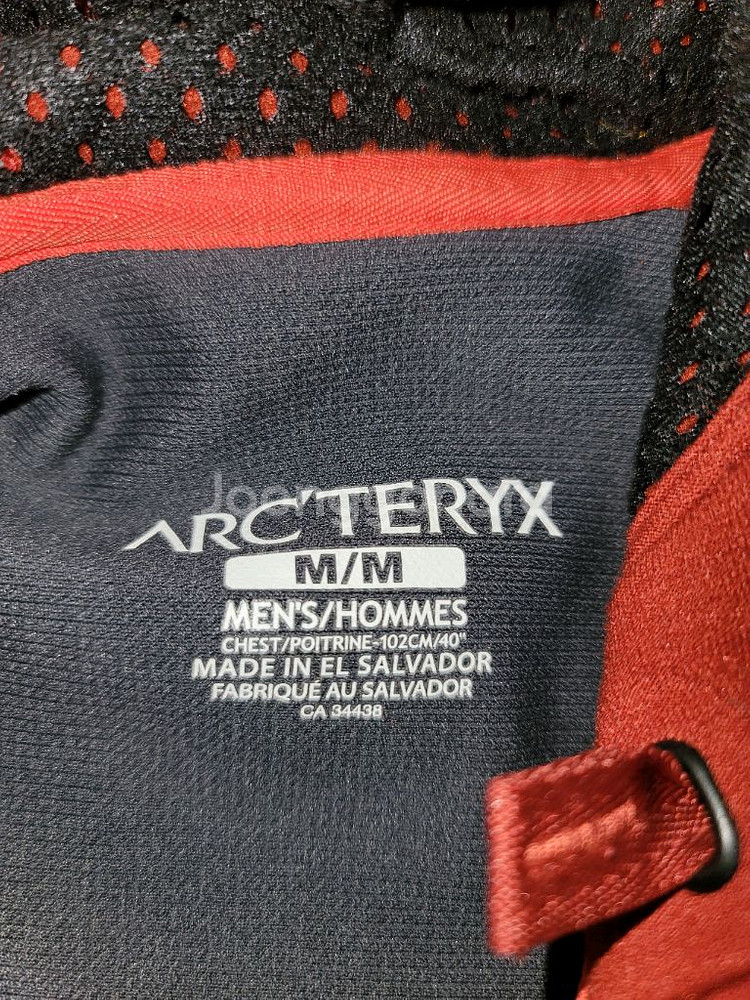 ARC'TERYX
M/M
MEN'S/HOMMES
CHEST/POITRINE-102CM/40"
MADE IN EL SALVADOR
FABRIQUÉ AU SALVADOR
CA 34438